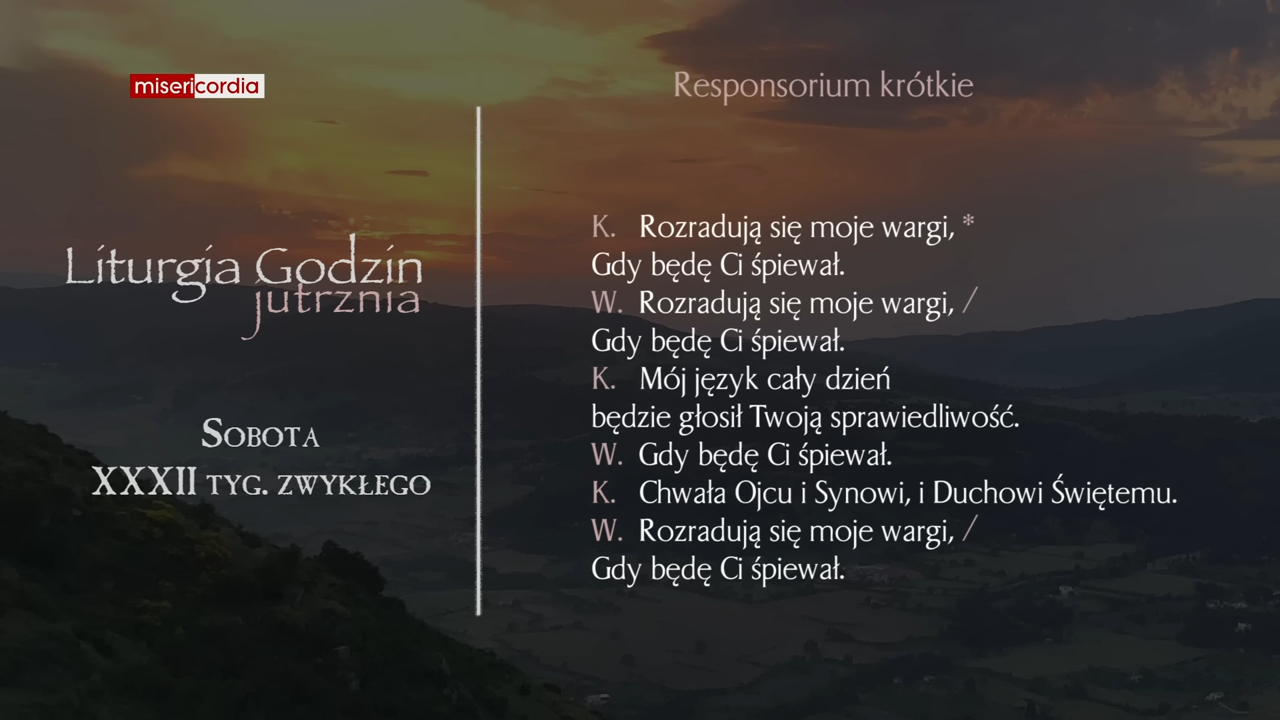 misericordia
Liturgia Godzin
jutrznia
Sobota
XXXII tyg. zwykłego
Responsorium krótkie
K. Rozradują się moje wargi, *
Gdy będę Ci śpiewał.
W. Rozradują się moje wargi, /
Gdy będę Ci śpiewał.
K. Mój język cały dzień
będzie głosił Twoją sprawiedliwość.
W. Gdy będę Ci śpiewał.
K. Chwała Ojcu i Synowi, i Duchowi Świętemu.
W. Rozradują się moje wargi, /
Gdy będę Ci śpiewał.